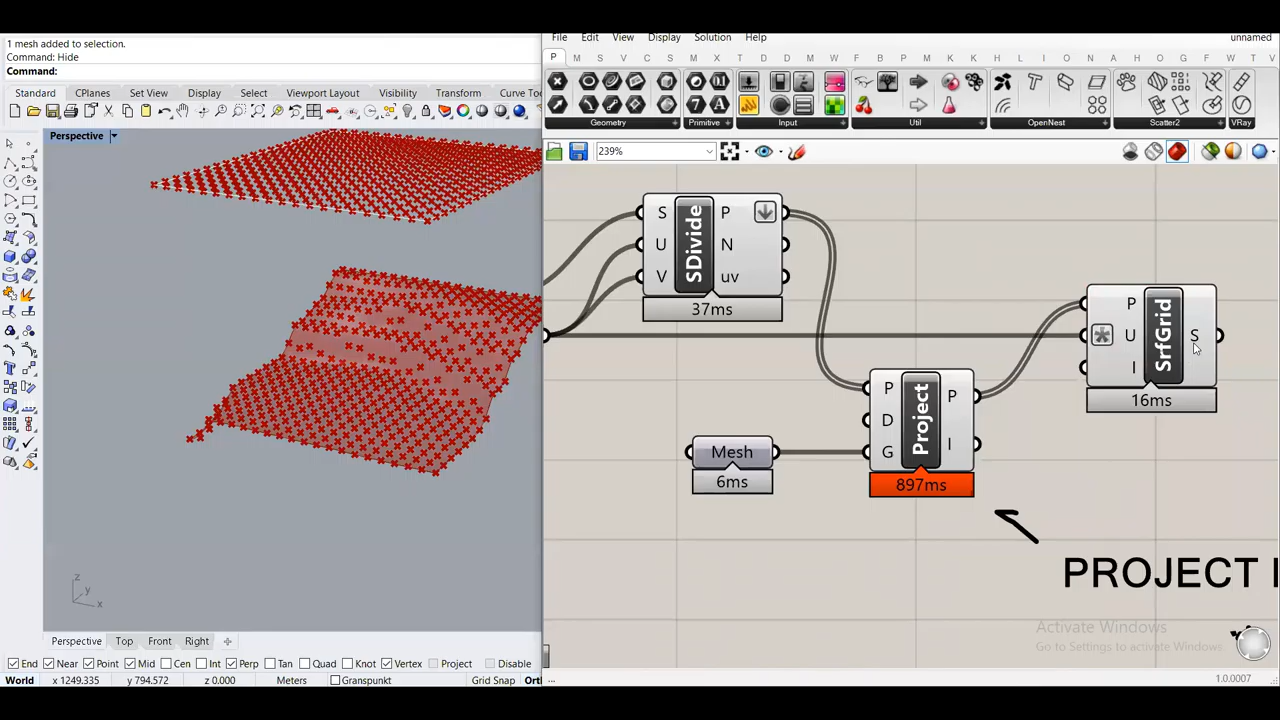 1 mesh added to selection.
Command: Hide
Command:
Standard CPlanes Set View Display Select Viewport Layout Visibility Transform Curve To
Perspective
Perspective Top Front Right
End Near Point Mid Cen Int Perp Tan Quad Knot Vertex Project Disable
World x 1249.335 y 794.572 z 0.000 Meters Granspunkt Grid Snap Ort
File Edit View Display Solution Help unnamed
P M S V C S M X M S T D A P M K M L H F B P M L D G W N A P S E G F R W T V
Geometry Primitive Input Util OpenNest Scatter2 VRay
239%
S U V SDivide P N uv
37ms
P U I SrfGrid S
16ms
P D G Project P I
897ms
Mesh
6ms
PROJECT
Activate Windows
Go to Settings to activate Windows.
...
1.0.0007